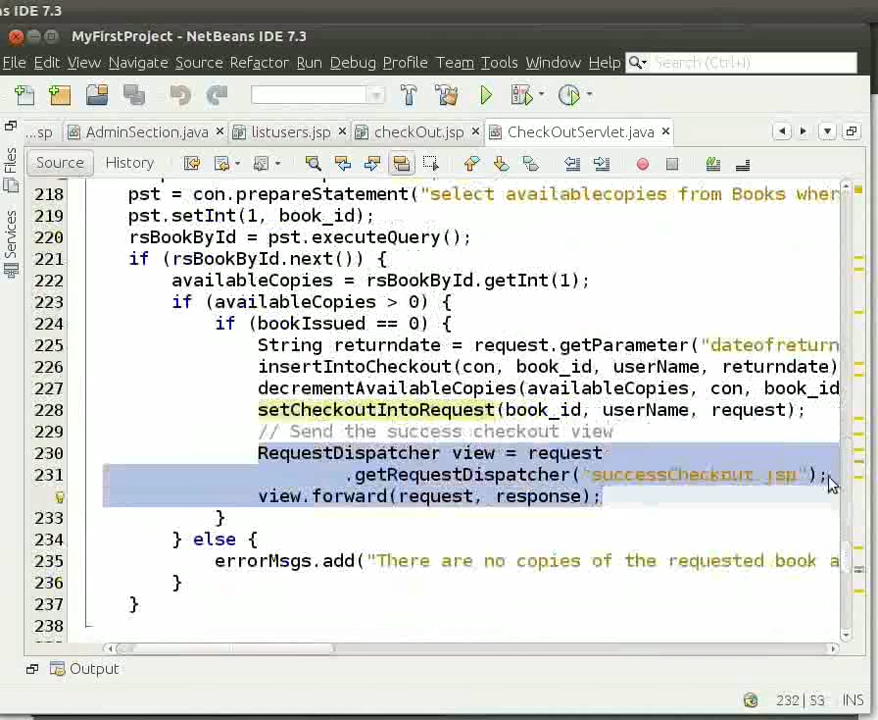 s IDE 7.3
MyFirstProject - NetBeans IDE 7.3
File Edit View Navigate Source Refactor Run Debug Profile Team Tools Window Help Search (Ctrl+I)
...sp AdminSection.java listusers.jsp checkOut.jsp CheckOutServlet.java
Source History
Files
Services
218 pst = con.prepareStatement("select availablecopies from Books wher
219 pst.setInt(1, book_id);
220 rsBookById = pst.executeQuery();
221 if (rsBookById.next()) {
222 availableCopies = rsBookById.getInt(1);
223 if (availableCopies > 0) {
224 if (bookIssued == 0) {
225 String returndate = request.getParameter("dateofreturn
226 insertIntoCheckout(con, book_id, userName, returndate)
227 decrementAvailableCopies(availableCopies, con, book_id
228 setCheckoutIntoRequest(book_id, userName, request);
229 // Send the success checkout view
230 RequestDispatcher view = request
231 .getRequestDispatcher("successCheckout.jsp");
view.forward(request, response);
233 }
234 } else {
235 errorMsgs.add("There are no copies of the requested book a
236 }
237 }
238
Output
232|53 INS